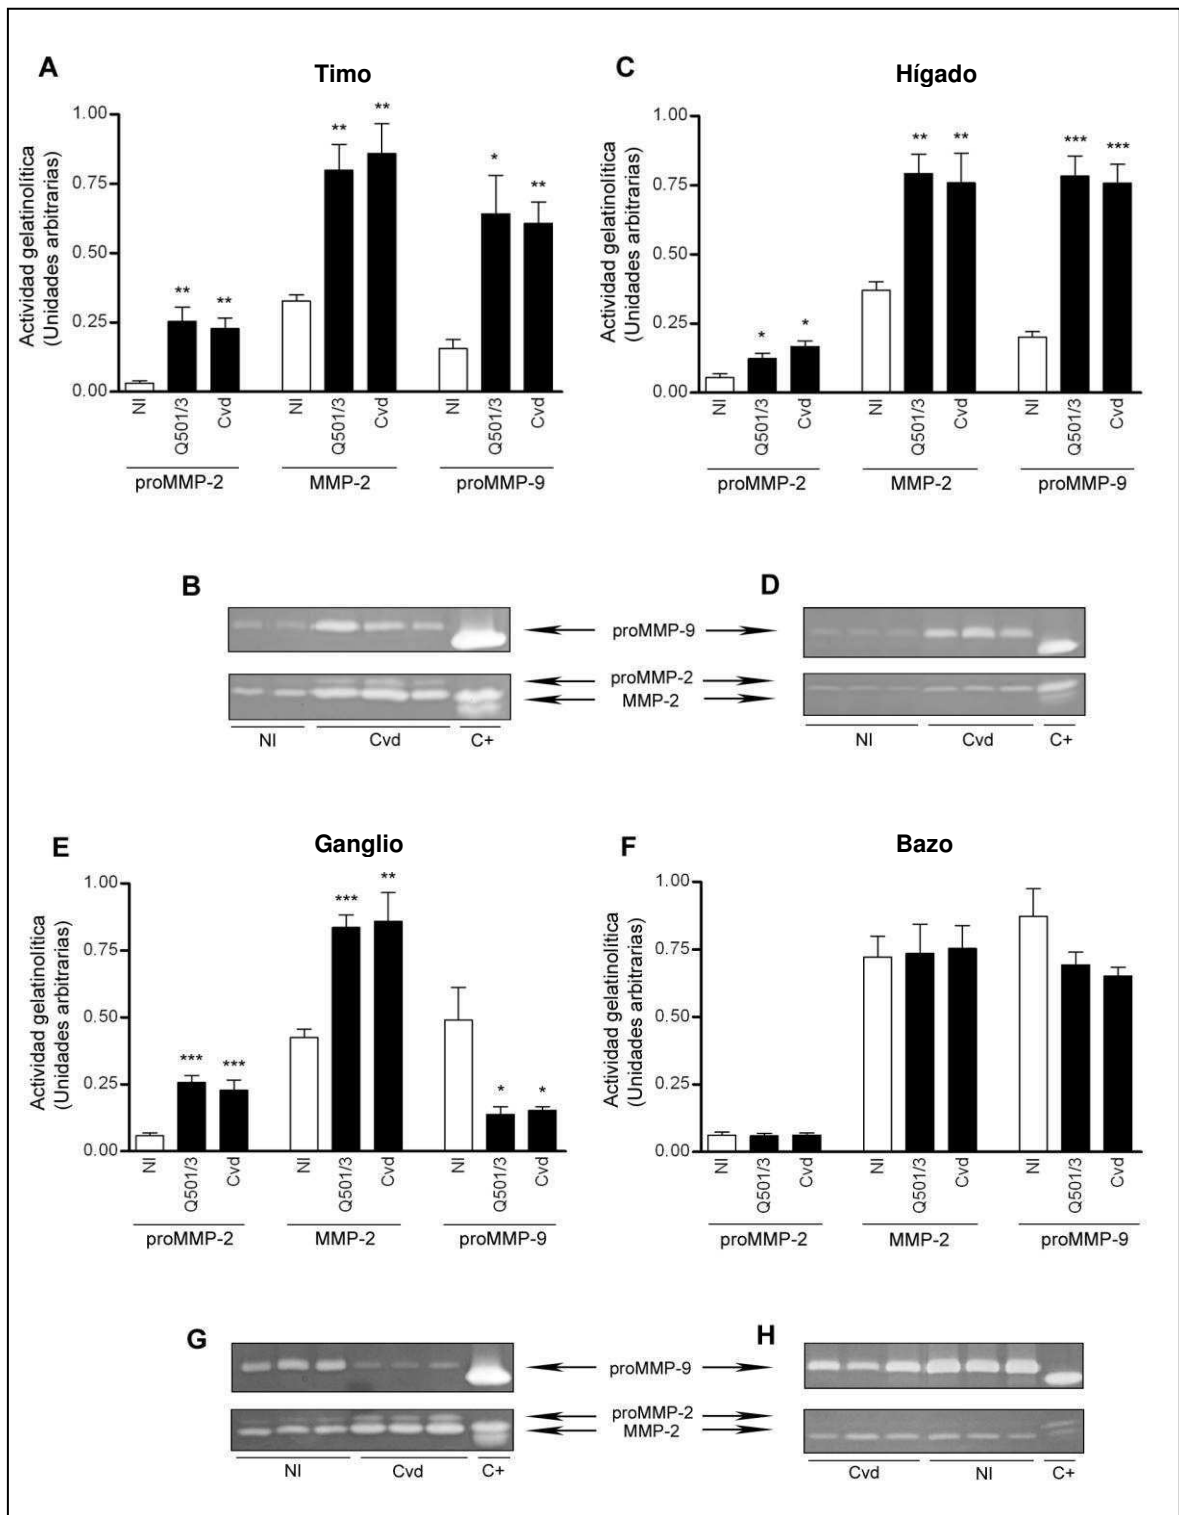 A
Timo
Actividad gelatinolítica
(Unidades arbitrarias)
1.00
0.75
0.50
0.25
0.00
** ** ** ** * **
NI Q501/3 Cvd NI Q501/3 Cvd NI Q501/3 Cvd
proMMP-2 MMP-2 proMMP-9
C
Hígado
Actividad gelatinolítica
(Unidades arbitrarias)
1.00
0.75
0.50
0.25
0.00
* * ** ** *** ***
NI Q501/3 Cvd NI Q501/3 Cvd NI Q501/3 Cvd
proMMP-2 MMP-2 proMMP-9
B
D
proMMP-9
proMMP-2
MMP-2
NI Cvd C+
NI Cvd C+
E
Ganglio
Actividad gelatinolítica
(Unidades arbitrarias)
1.00
0.75
0.50
0.25
0.00
*** *** *** ** * *
NI Q501/3 Cvd NI Q501/3 Cvd NI Q501/3 Cvd
proMMP-2 MMP-2 proMMP-9
F
Bazo
Actividad gelatinolítica
(Unidades arbitrarias)
1.00
0.75
0.50
0.25
0.00
NI Q501/3 Cvd NI Q501/3 Cvd NI Q501/3 Cvd
proMMP-2 MMP-2 proMMP-9
G
H
proMMP-9
proMMP-2
MMP-2
NI Cvd C+
Cvd NI C+